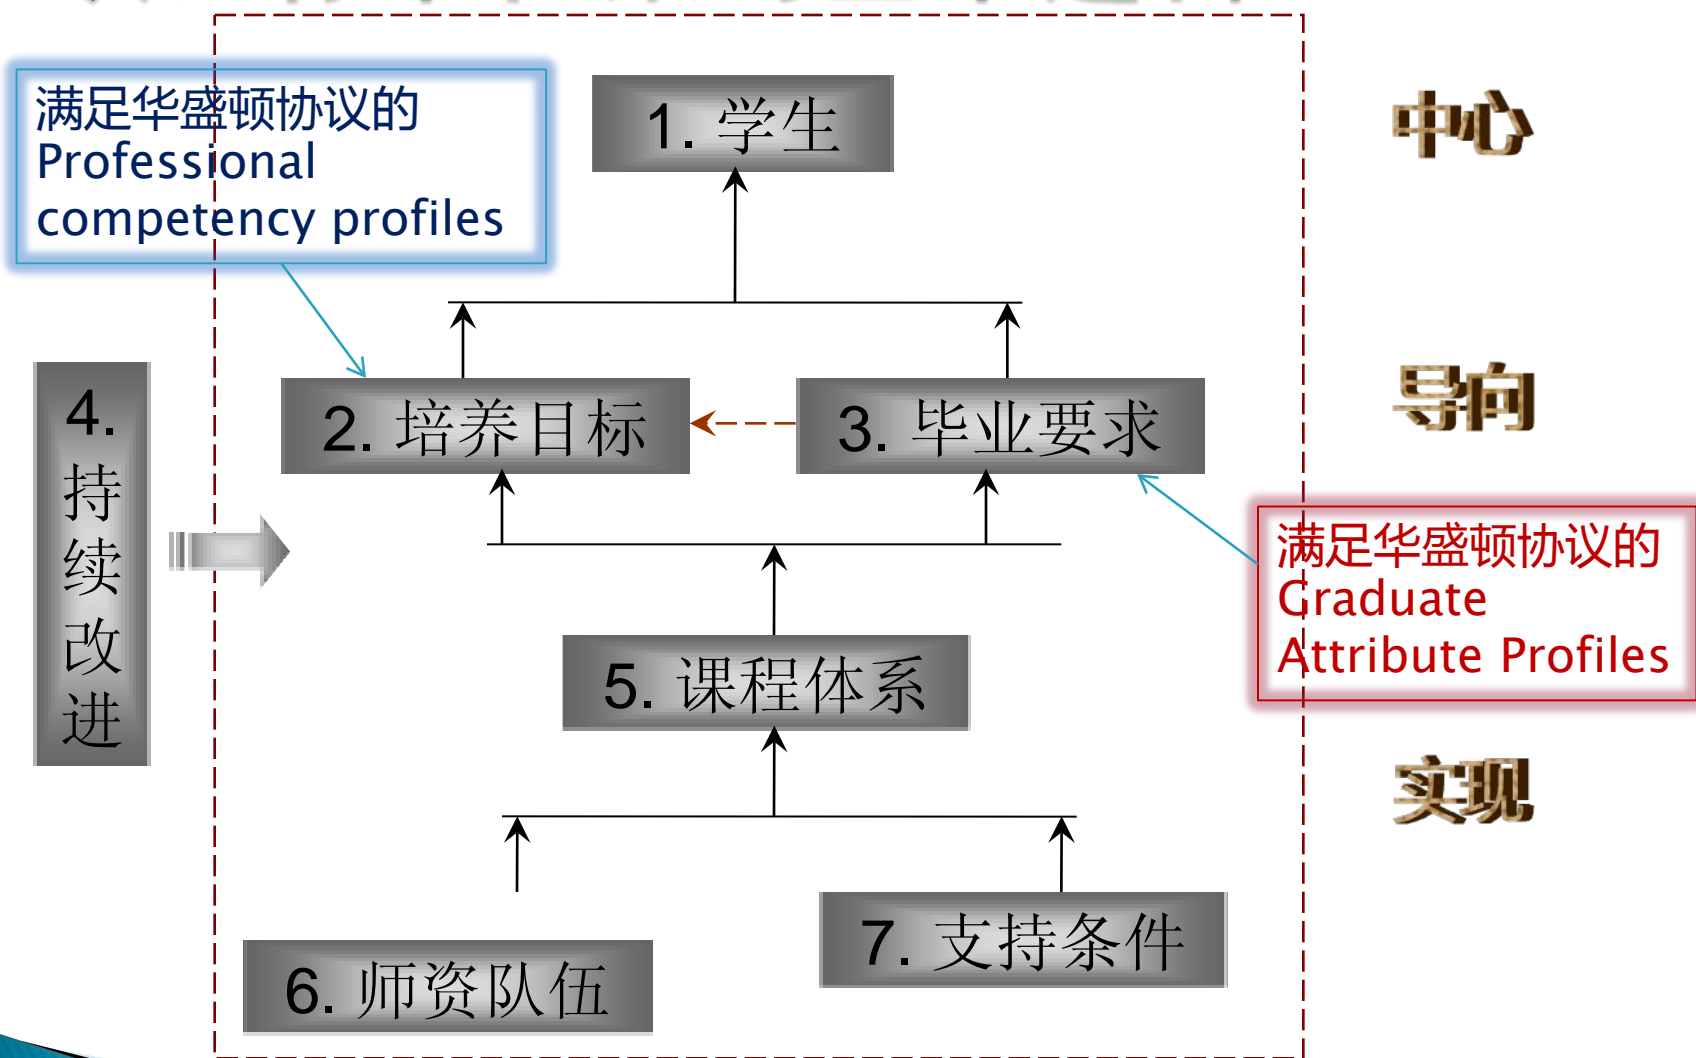 满足华盛顿协议的
Professional
competency profiles
1. 学生
中心
4.
持
续
改
进
2. 培养目标
3. 毕业要求
导向
满足华盛顿协议的
Graduate
Attribute Profiles
5. 课程体系
实现
6. 师资队伍
7. 支持条件